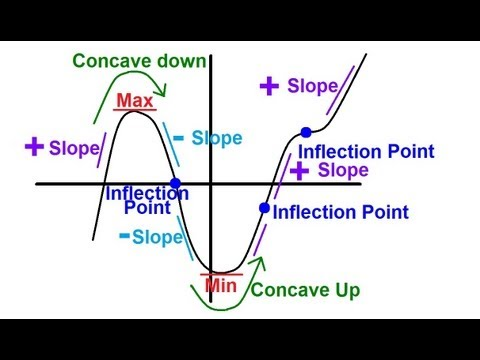 Concave down
Max
+ Slope
- Slope
+ Slope
Inflection Point
+ Slope
Inflection
Point
Inflection Point
-Slope
Min
Concave Up